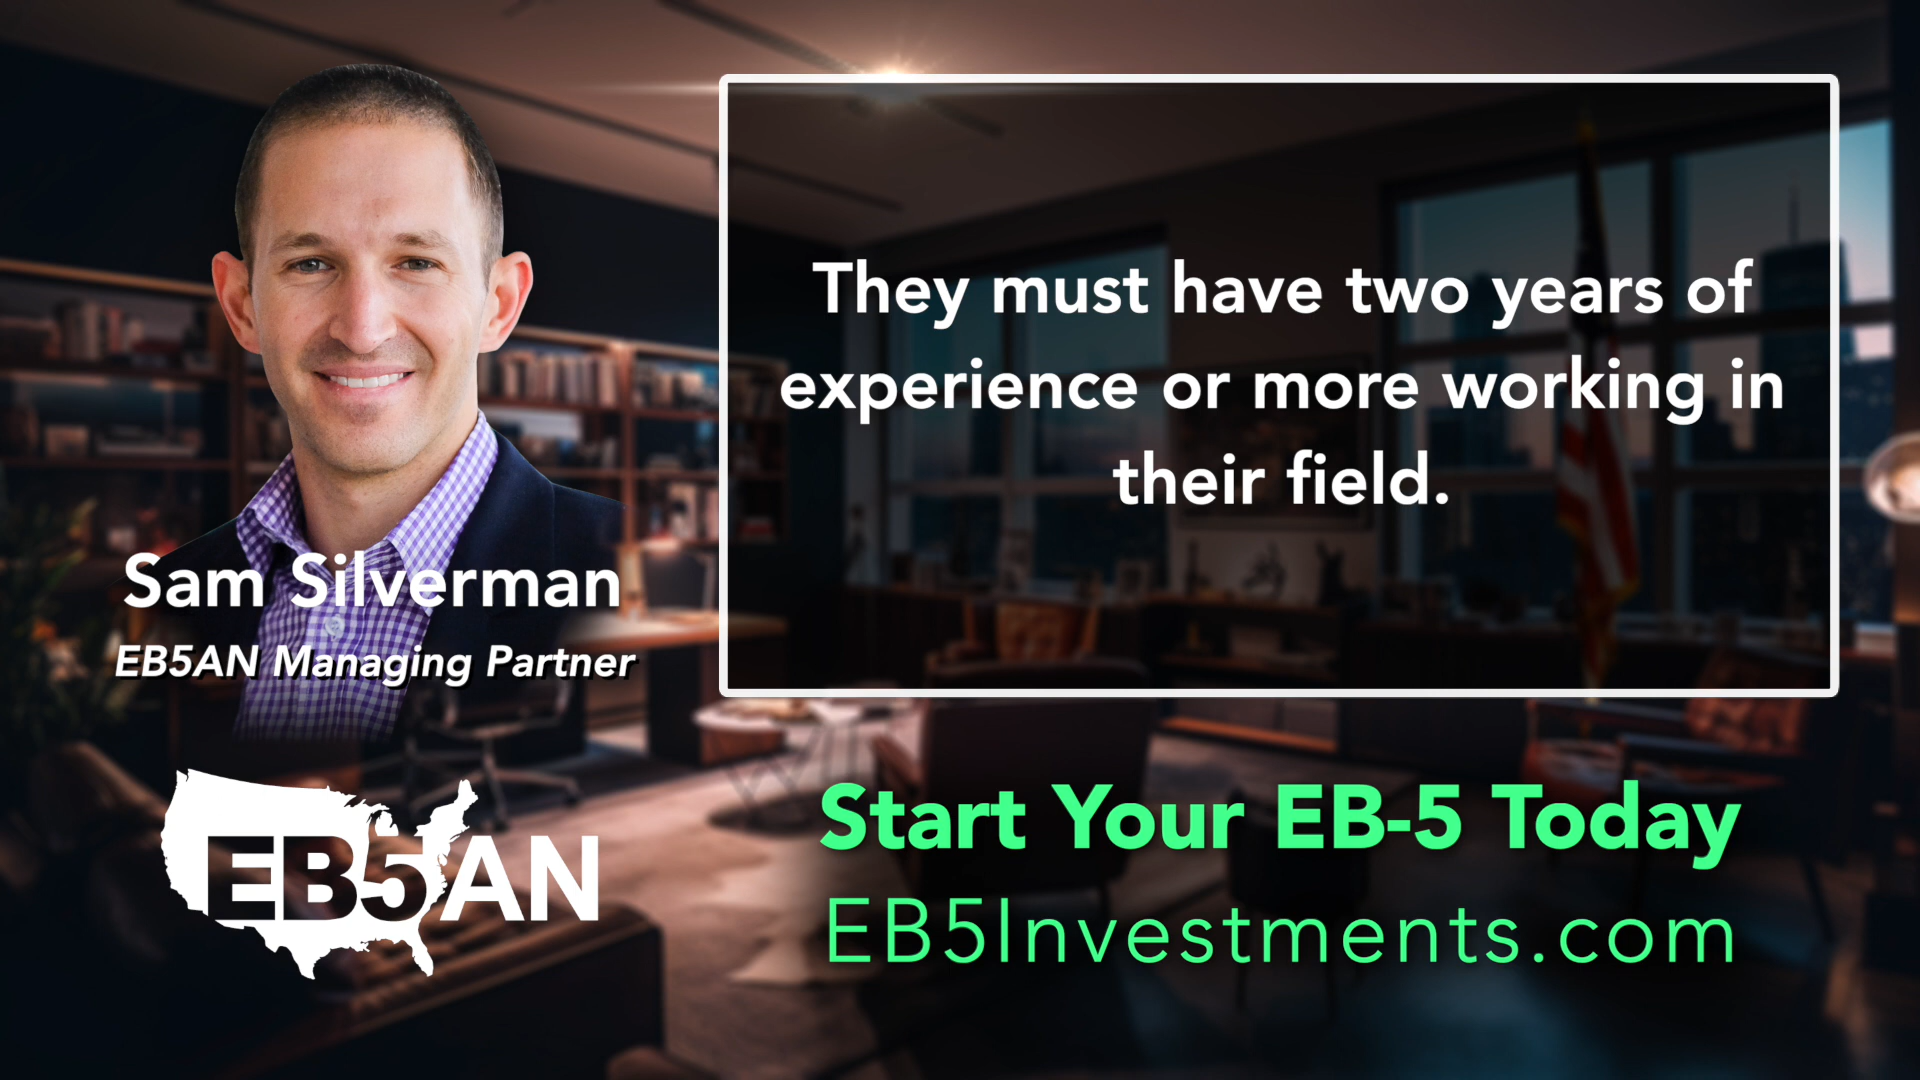 They must have two years of
experience or more working in
their field.
Sam Silverman
EB5AN Managing Partner
EB5AN
Start Your EB-5 Today
EB5Investments.com